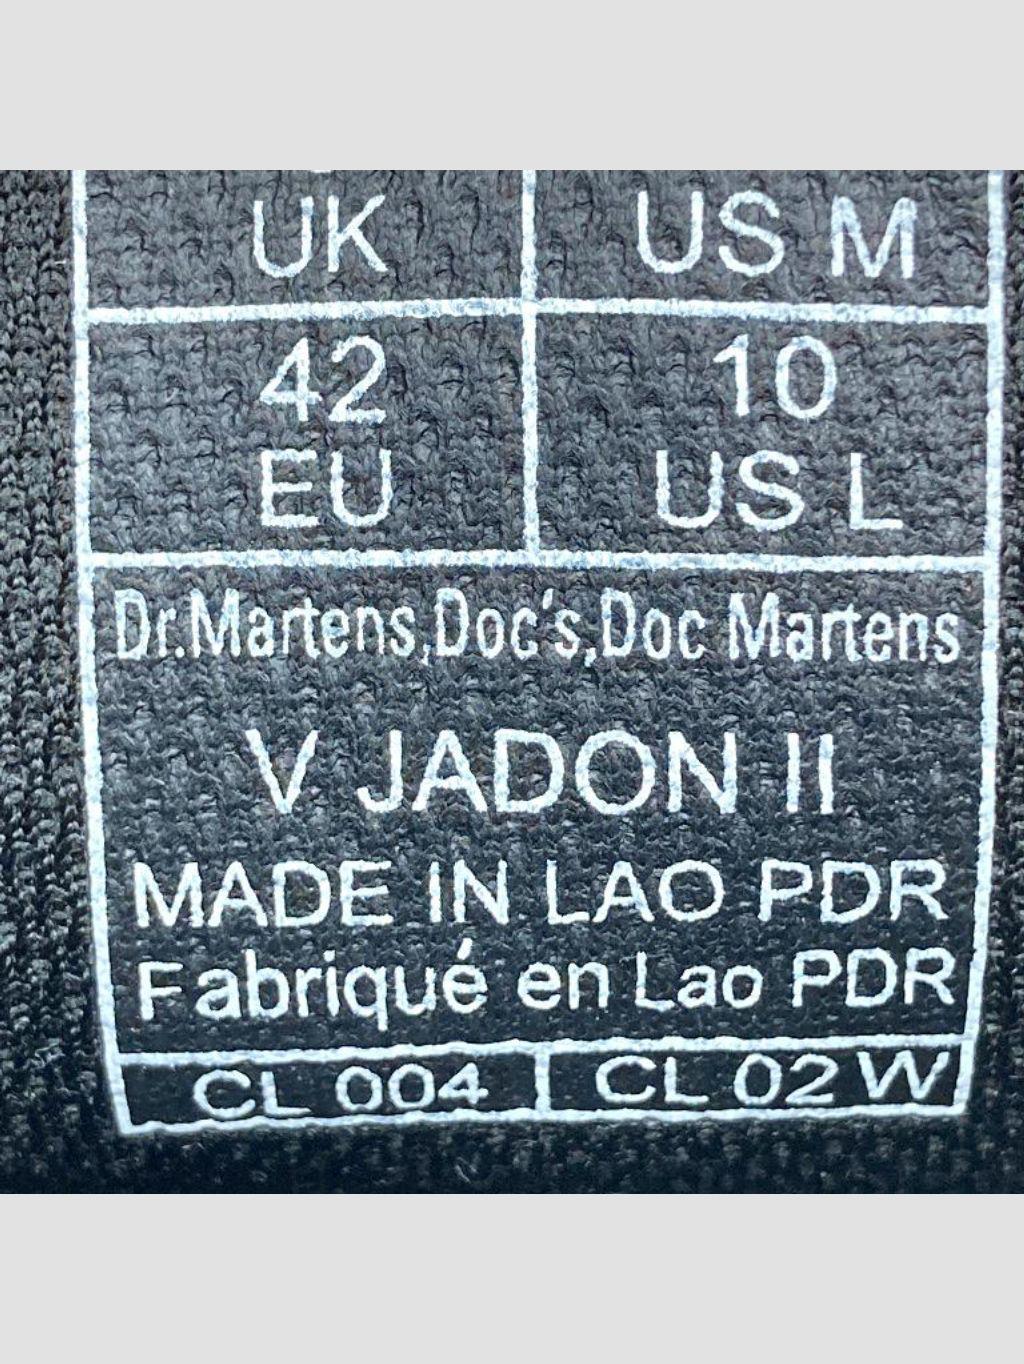 UK US M
42 10
EU US L
Dr.Martens,Doc's,Doc Martens
V JADON II
MADE IN LAO PDR
Fabriqué en Lao PDR
CL 004 CL 02 W